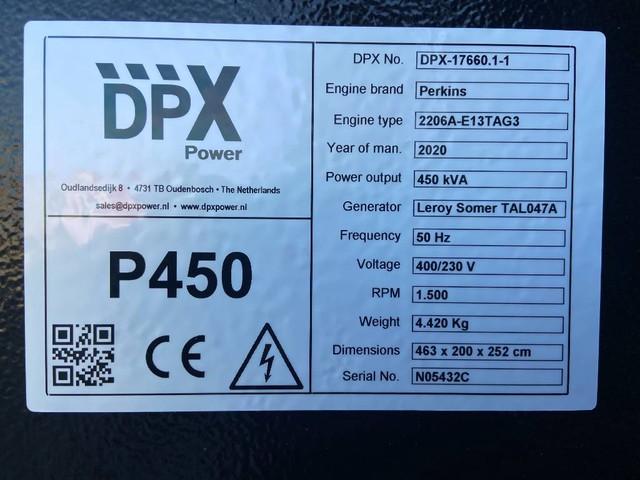 DPX
Power
Oudlandsedijk 8 • 4731 TB Oudenbosch • The Netherlands
sales@dpxpower.nl • www.dpxpower.nl
P450
CE
DPX No. DPX-17660.1-1
Engine brand Perkins
Engine type 2206A-E13TAG3
Year of man. 2020
Power output 450 kVA
Generator Leroy Somer TAL047A
Frequency 50 Hz
Voltage 400/230 V
RPM 1.500
Weight 4.420 Kg
Dimensions 463 x 200 x 252 cm
Serial No. N05432C